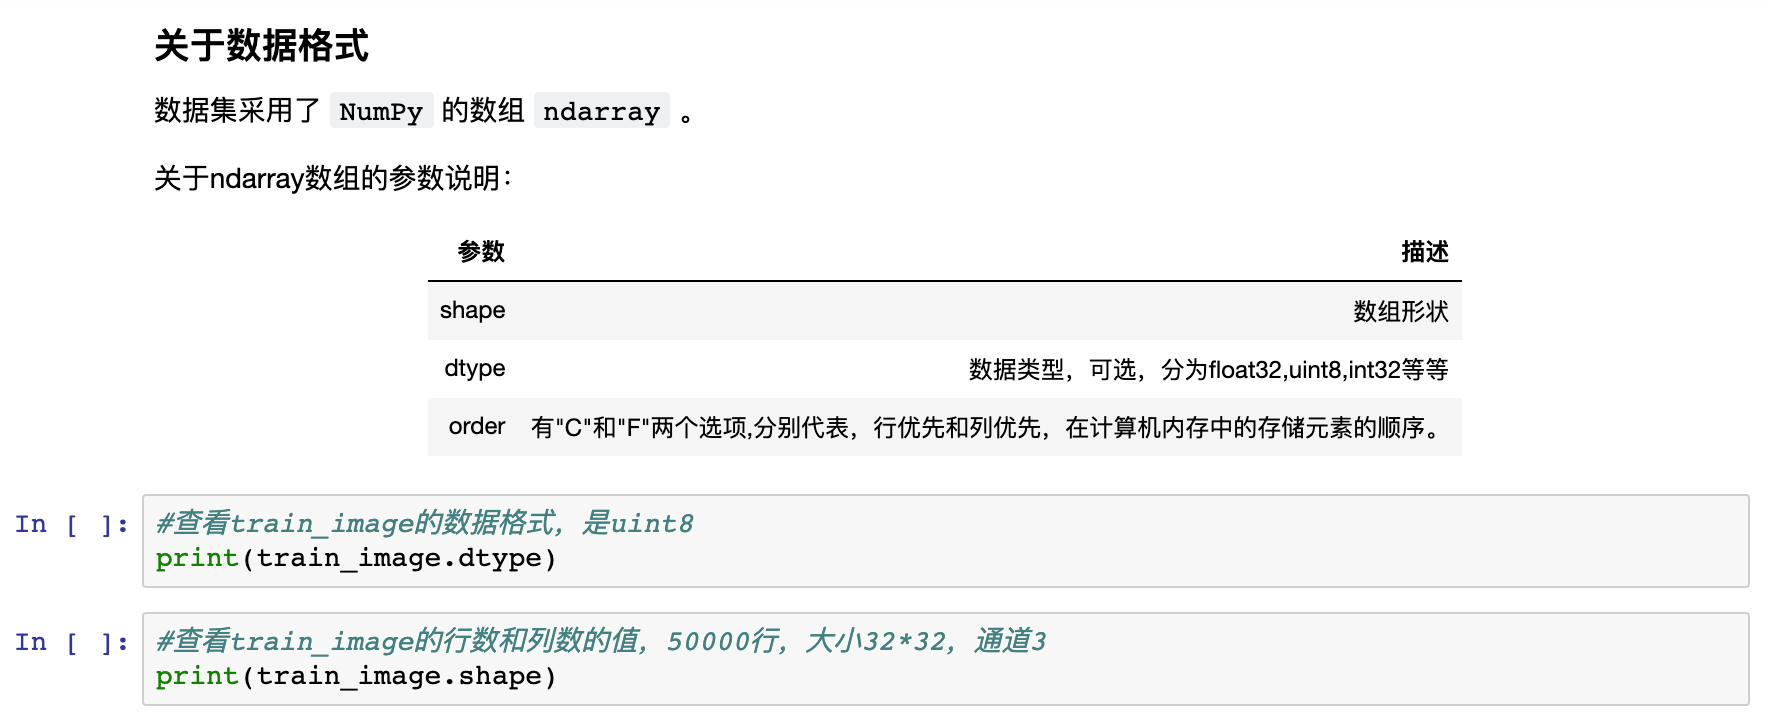 关于数据格式
数据集采用了 NumPy 的数组 ndarray 。
关于ndarray数组的参数说明：
参数 描述
shape 数组形状
dtype 数据类型，可选，分为float32,uint8,int32等等
order 有"C"和"F"两个选项,分别代表，行优先和列优先，在计算机内存中的存储元素的顺序。
In [ ]: #查看train_image的数据格式，是uint8
print(train_image.dtype)
In [ ]: #查看train_image的行数和列数的值，50000行，大小32*32，通道3
print(train_image.shape)